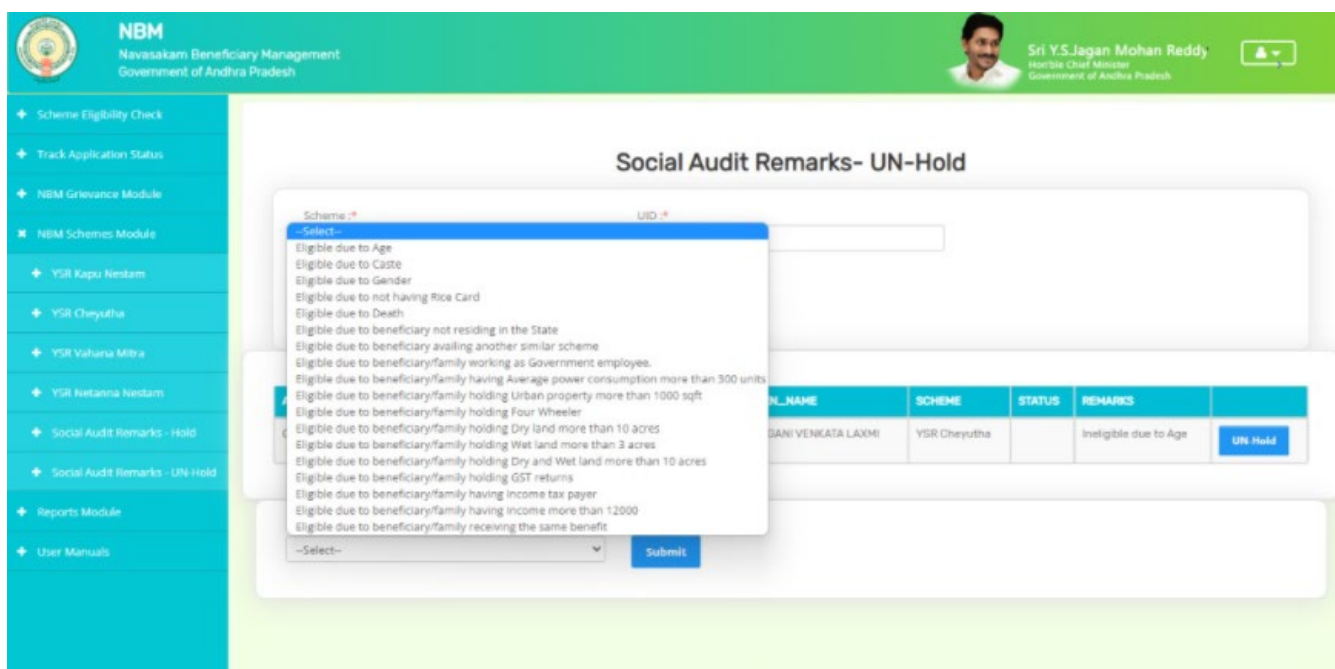 NBM
Navasakam Beneficiary Management
Government of Andhra Pradesh
Sri Y.S.Jagan Mohan Reddy
Hon'ble Chief Minister
Government of Andhra Pradesh
Scheme Eligibility Check
Track Application Status
NBM Grievance Module
NBM Schemes Module
YSR Kapu Nestam
YSR Cheyutha
YSR Vahana Mitra
YSR Netanna Nestam
Social Audit Remarks - Hold
Social Audit Remarks - UN-Hold
Reports Module
User Manuals
Social Audit Remarks- UN-Hold
Scheme :*
UID :*
--Select--
Eligible due to Age
Eligible due to Caste
Eligible due to Gender
Eligible due to not having Rice Card
Eligible due to Death
Eligible due to beneficiary not residing in the State
Eligible due to beneficiary availing another similar scheme
Eligible due to beneficiary/family working as Government employee.
Eligible due to beneficiary/family having Average power consumption more than 300 units
Eligible due to beneficiary/family holding Urban property more than 1000 sqft
Eligible due to beneficiary/family holding Four Wheeler
Eligible due to beneficiary/family holding Dry land more than 10 acres
Eligible due to beneficiary/family holding Wet land more than 3 acres
Eligible due to beneficiary/family holding Dry and Wet land more than 10 acres
Eligible due to beneficiary/family holding GST returns
Eligible due to beneficiary/family having income tax payer
Eligible due to beneficiary/family having income more than 12000
Eligible due to beneficiary/family receiving the same benefit
N_NAME SCHEME STATUS REMARKS
GANI VENKATA LAXMI YSR Cheyutha Ineligible due to Age UN-Hold
--Select-- Submit